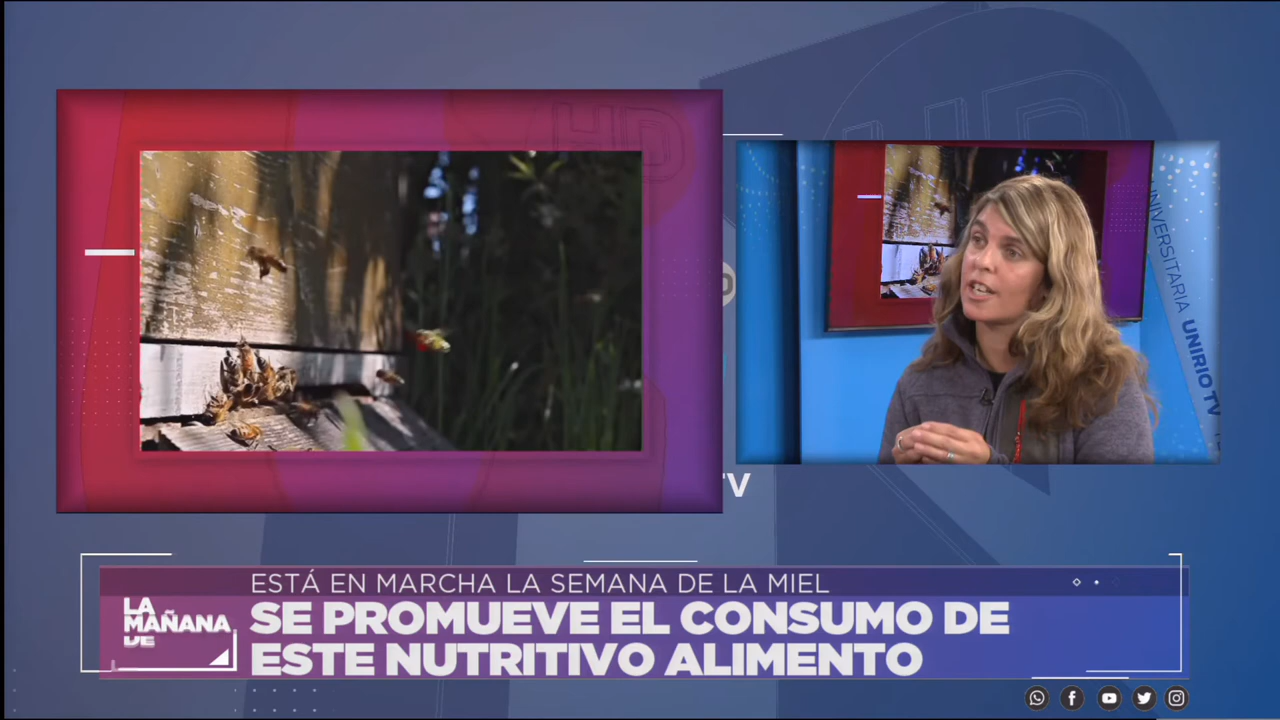 HD
UNIVERSITARIA UNIRIO TV
TV
ESTÁ EN MARCHA LA SEMANA DE LA MIEL
LA
MAÑANA
DE
SE PROMUEVE EL CONSUMO DE
ESTE NUTRITIVO ALIMENTO